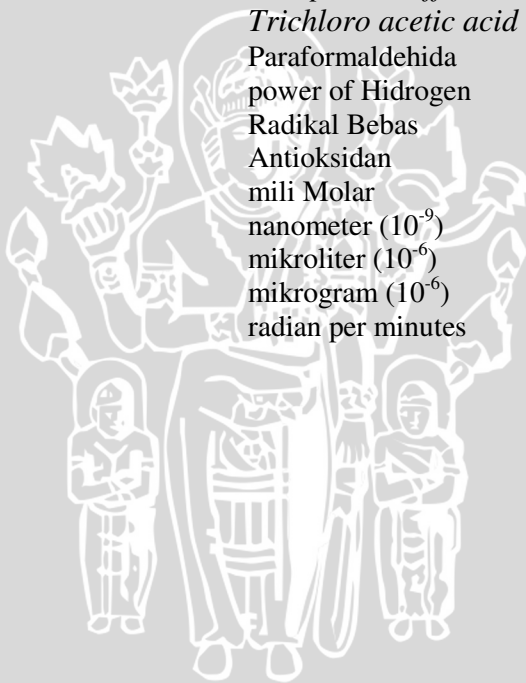 Trichloro acetic acid
Paraformaldehida
power of Hidrogen
Radikal Bebas
Antioksidan
mili Molar
nanometer (10⁻⁹)
mikroliter (10⁻⁶)
mikrogram (10⁻⁶)
radian per minutes